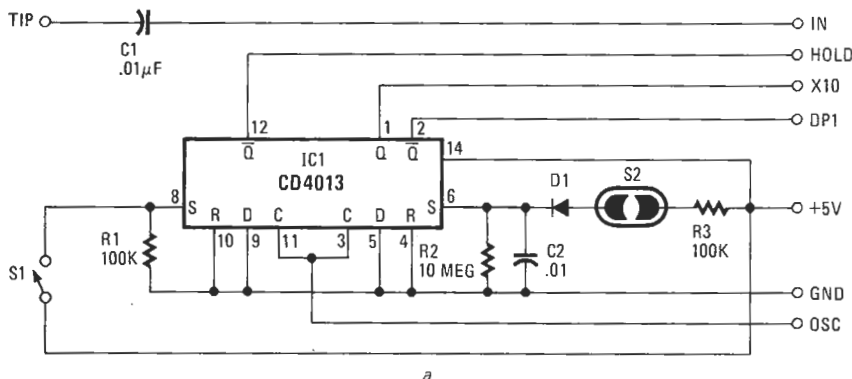 TIP
C1
.01µF
IN
HOLD
X10
DP1
12
1
2
Q̅
Q
Q̅
14
IC1
CD4013
8
S
S
6
D1
S2
+5V
R
D
C
C
D
R
10
9
11
3
5
4
R1
100K
R2
10 MEG
C2
.01
R3
100K
S1
GND
OSC
a